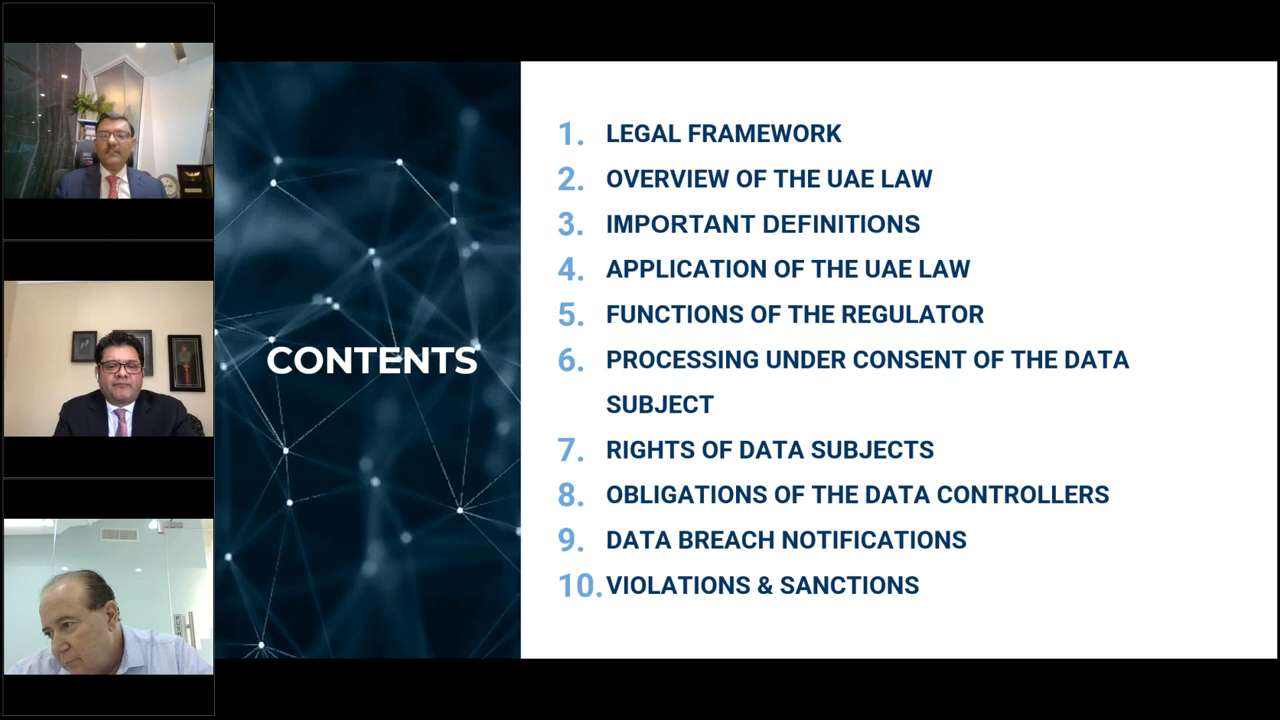 CONTENTS
1. LEGAL FRAMEWORK
2. OVERVIEW OF THE UAE LAW
3. IMPORTANT DEFINITIONS
4. APPLICATION OF THE UAE LAW
5. FUNCTIONS OF THE REGULATOR
6. PROCESSING UNDER CONSENT OF THE DATA
SUBJECT
7. RIGHTS OF DATA SUBJECTS
8. OBLIGATIONS OF THE DATA CONTROLLERS
9. DATA BREACH NOTIFICATIONS
10. VIOLATIONS & SANCTIONS